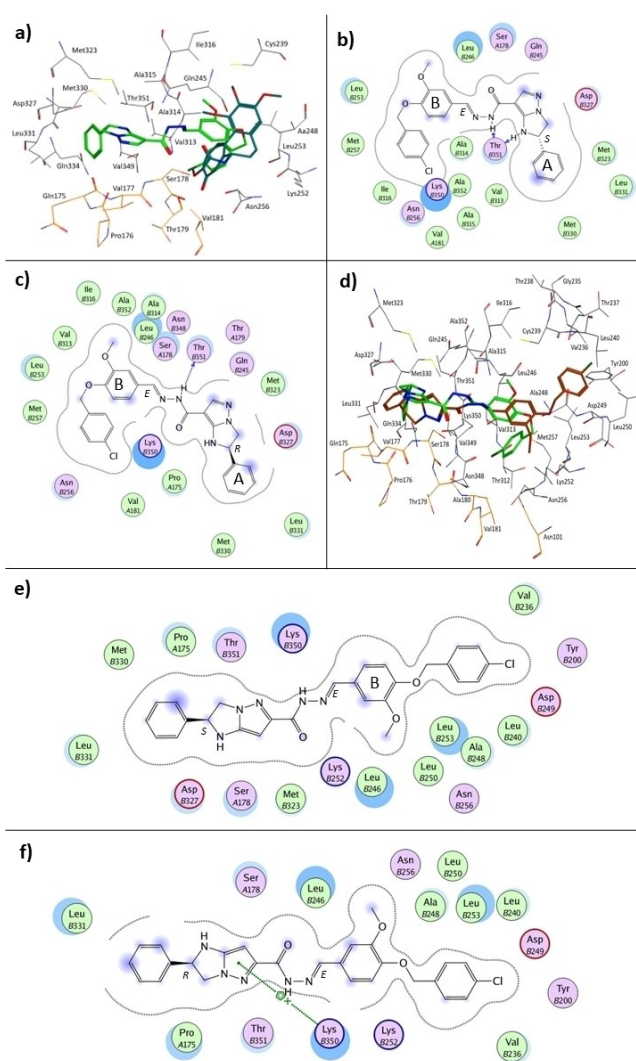 a)
Met323
Ile316
Cys239
Ala315
Gln245
Met330
Thr351
Asp327
Ala314
Aa248
Leu331
Val313
Leu253
Gln334
Val349
Lys252
Gln175
Val177
Ser178
Asn256
Val181
Pro176
Thr179
b)
Leu B246
Ser A178
Gln B245
Leu B253
Asp B327
O
O
B
E
N
N
H
O
N
N
H
N
S
A
Cl
Met B257
Ala B314
Thr B351
Met B323
Leu B331
Ile B316
Lys B350
Ala B352
Val B313
Asn B256
Ala B315
Val A181
Met B330
c)
Ile B316
Ala B352
Ala B314
Asn B348
Val B313
Leu B246
Ser A178
Thr B351
Thr A179
Gln B245
Leu B253
Met B323
Met B257
O
O
B
E
N
H
N
O
N
N
HN
R
A
Cl
Asp B327
Lys B350
Asn B256
Pro A175
Val A181
Leu B331
Met B330
d)
Thr238
Gly235
Met323
Ile316
Thr237
Ala352
Cys239
Gln245
Ala315
Val236
Leu240
Asp327
Met330
Thr351
Leu246
Tyr200
Ala248
Leu331
Lys350
Asp249
Gln334
Val313
Leu250
Gln175
Val177
Ser178
Val349
Met257
Leu253
Pro176
Asn348
Thr312
Lys252
Thr179
Asn256
Ala180
Val181
Asn101
e)
Val B236
Pro A175
Lys B350
Met B330
Thr B351
Tyr B200
Cl
H
N
N
E
B
O
O
N
N
N
H
S
O
Asp B249
Leu B253
Leu B240
Ala B248
Leu B331
Lys B252
Leu B250
Asp B327
Ser A178
Met B323
Leu B246
Asn B256
f)
Asn B256
Leu B250
Ser A178
Leu B246
Ala B248
Leu B253
Leu B240
Leu B331
Asp B249
H
N
R
N
N
O
N
H
N
E
O
O
Cl
Tyr B200
Pro A175
Thr B351
Lys B350
Lys B252
Val B236